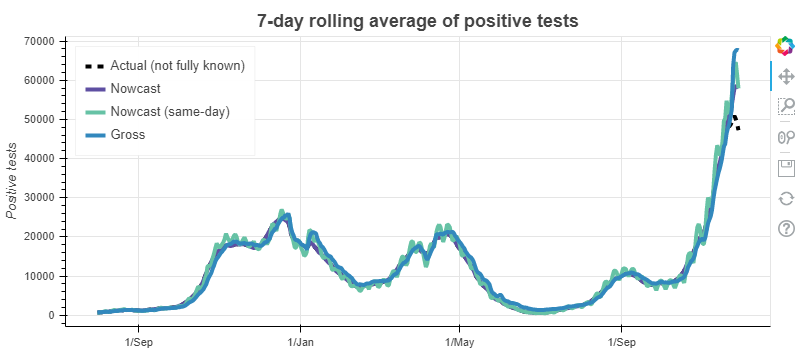 7-day rolling average of positive tests
70000
60000
50000
40000
30000
20000
10000
0
Positive tests
Actual (not fully known)
Nowcast
Nowcast (same-day)
Gross
1/Sep
1/Jan
1/May
1/Sep